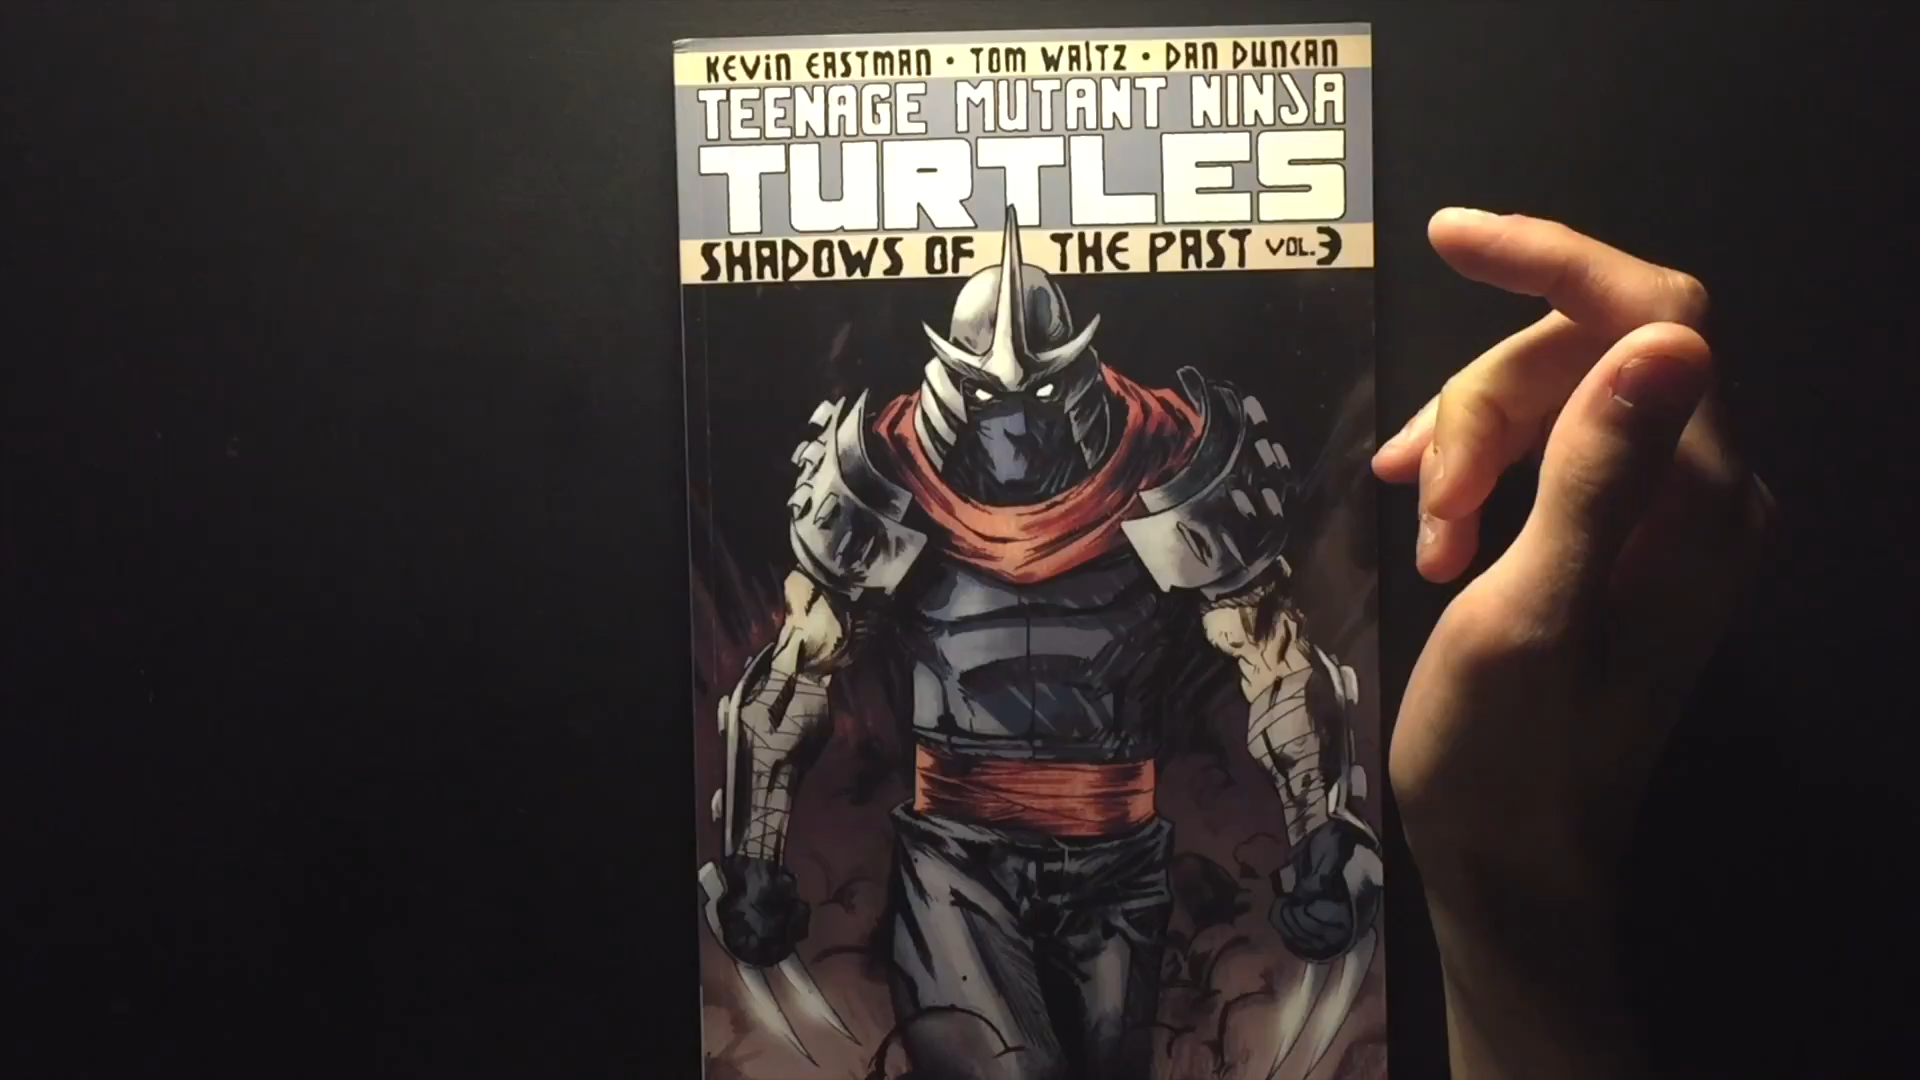 KEVIN EASTMAN • TOM WALTZ • DAN DUNCAN
TEENAGE MUTANT NINJA
TURTLES
SHADOWS OF THE PAST VOL.3